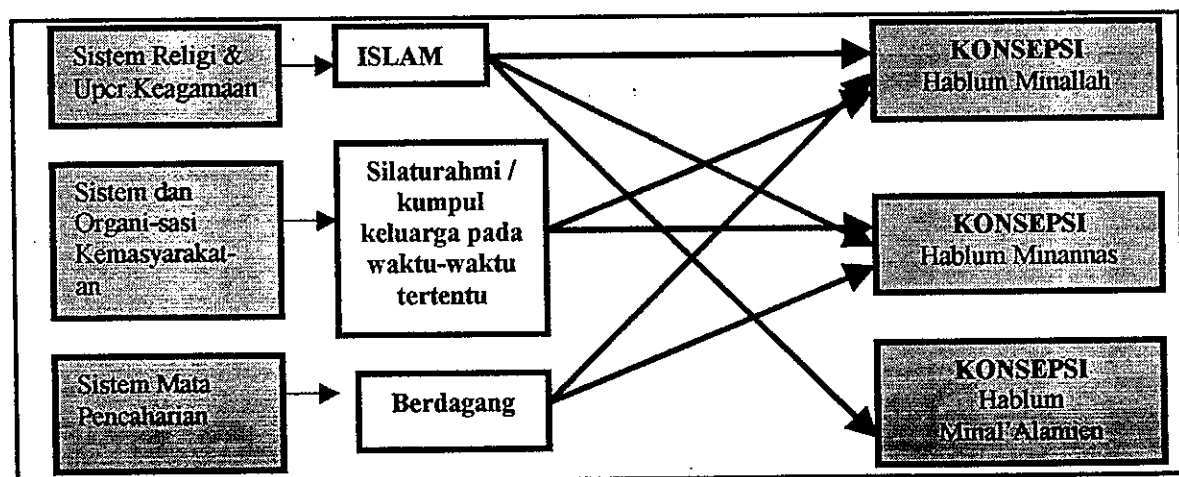 Sistem Religi &
Upcr.Keagamaan
ISLAM
KONSEPSI
Hablum Minallah
Sistem dan
Organi-sasi
Kemasyarakat-
an
Silaturahmi /
kumpul
keluarga pada
waktu-waktu
tertentu
KONSEPSI
Hablum Minannas
Sistem Mata
Pencaharian
Berdagang
KONSEPSI
Hablum
Minal'Alamien